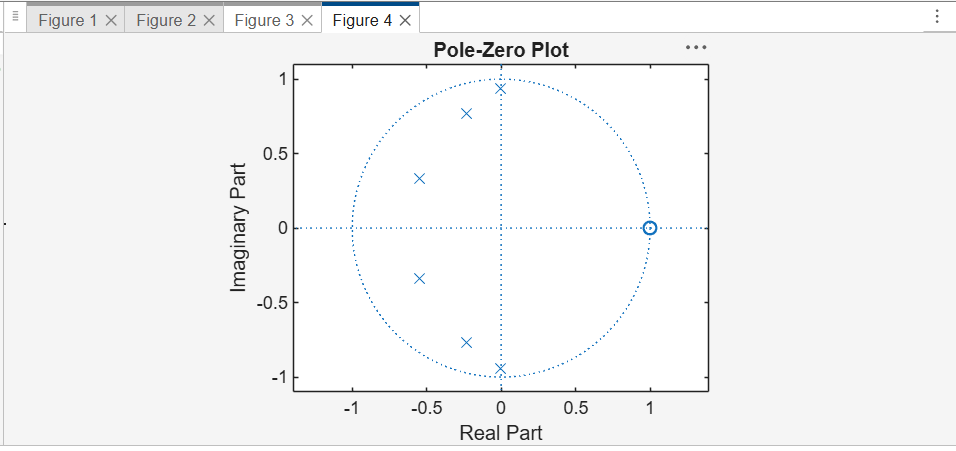 Figure 1 Figure 2 Figure 3 Figure 4
Pole-Zero Plot
1
0.5
0
-0.5
-1
Imaginary Part
-1 -0.5 0 0.5 1
Real Part